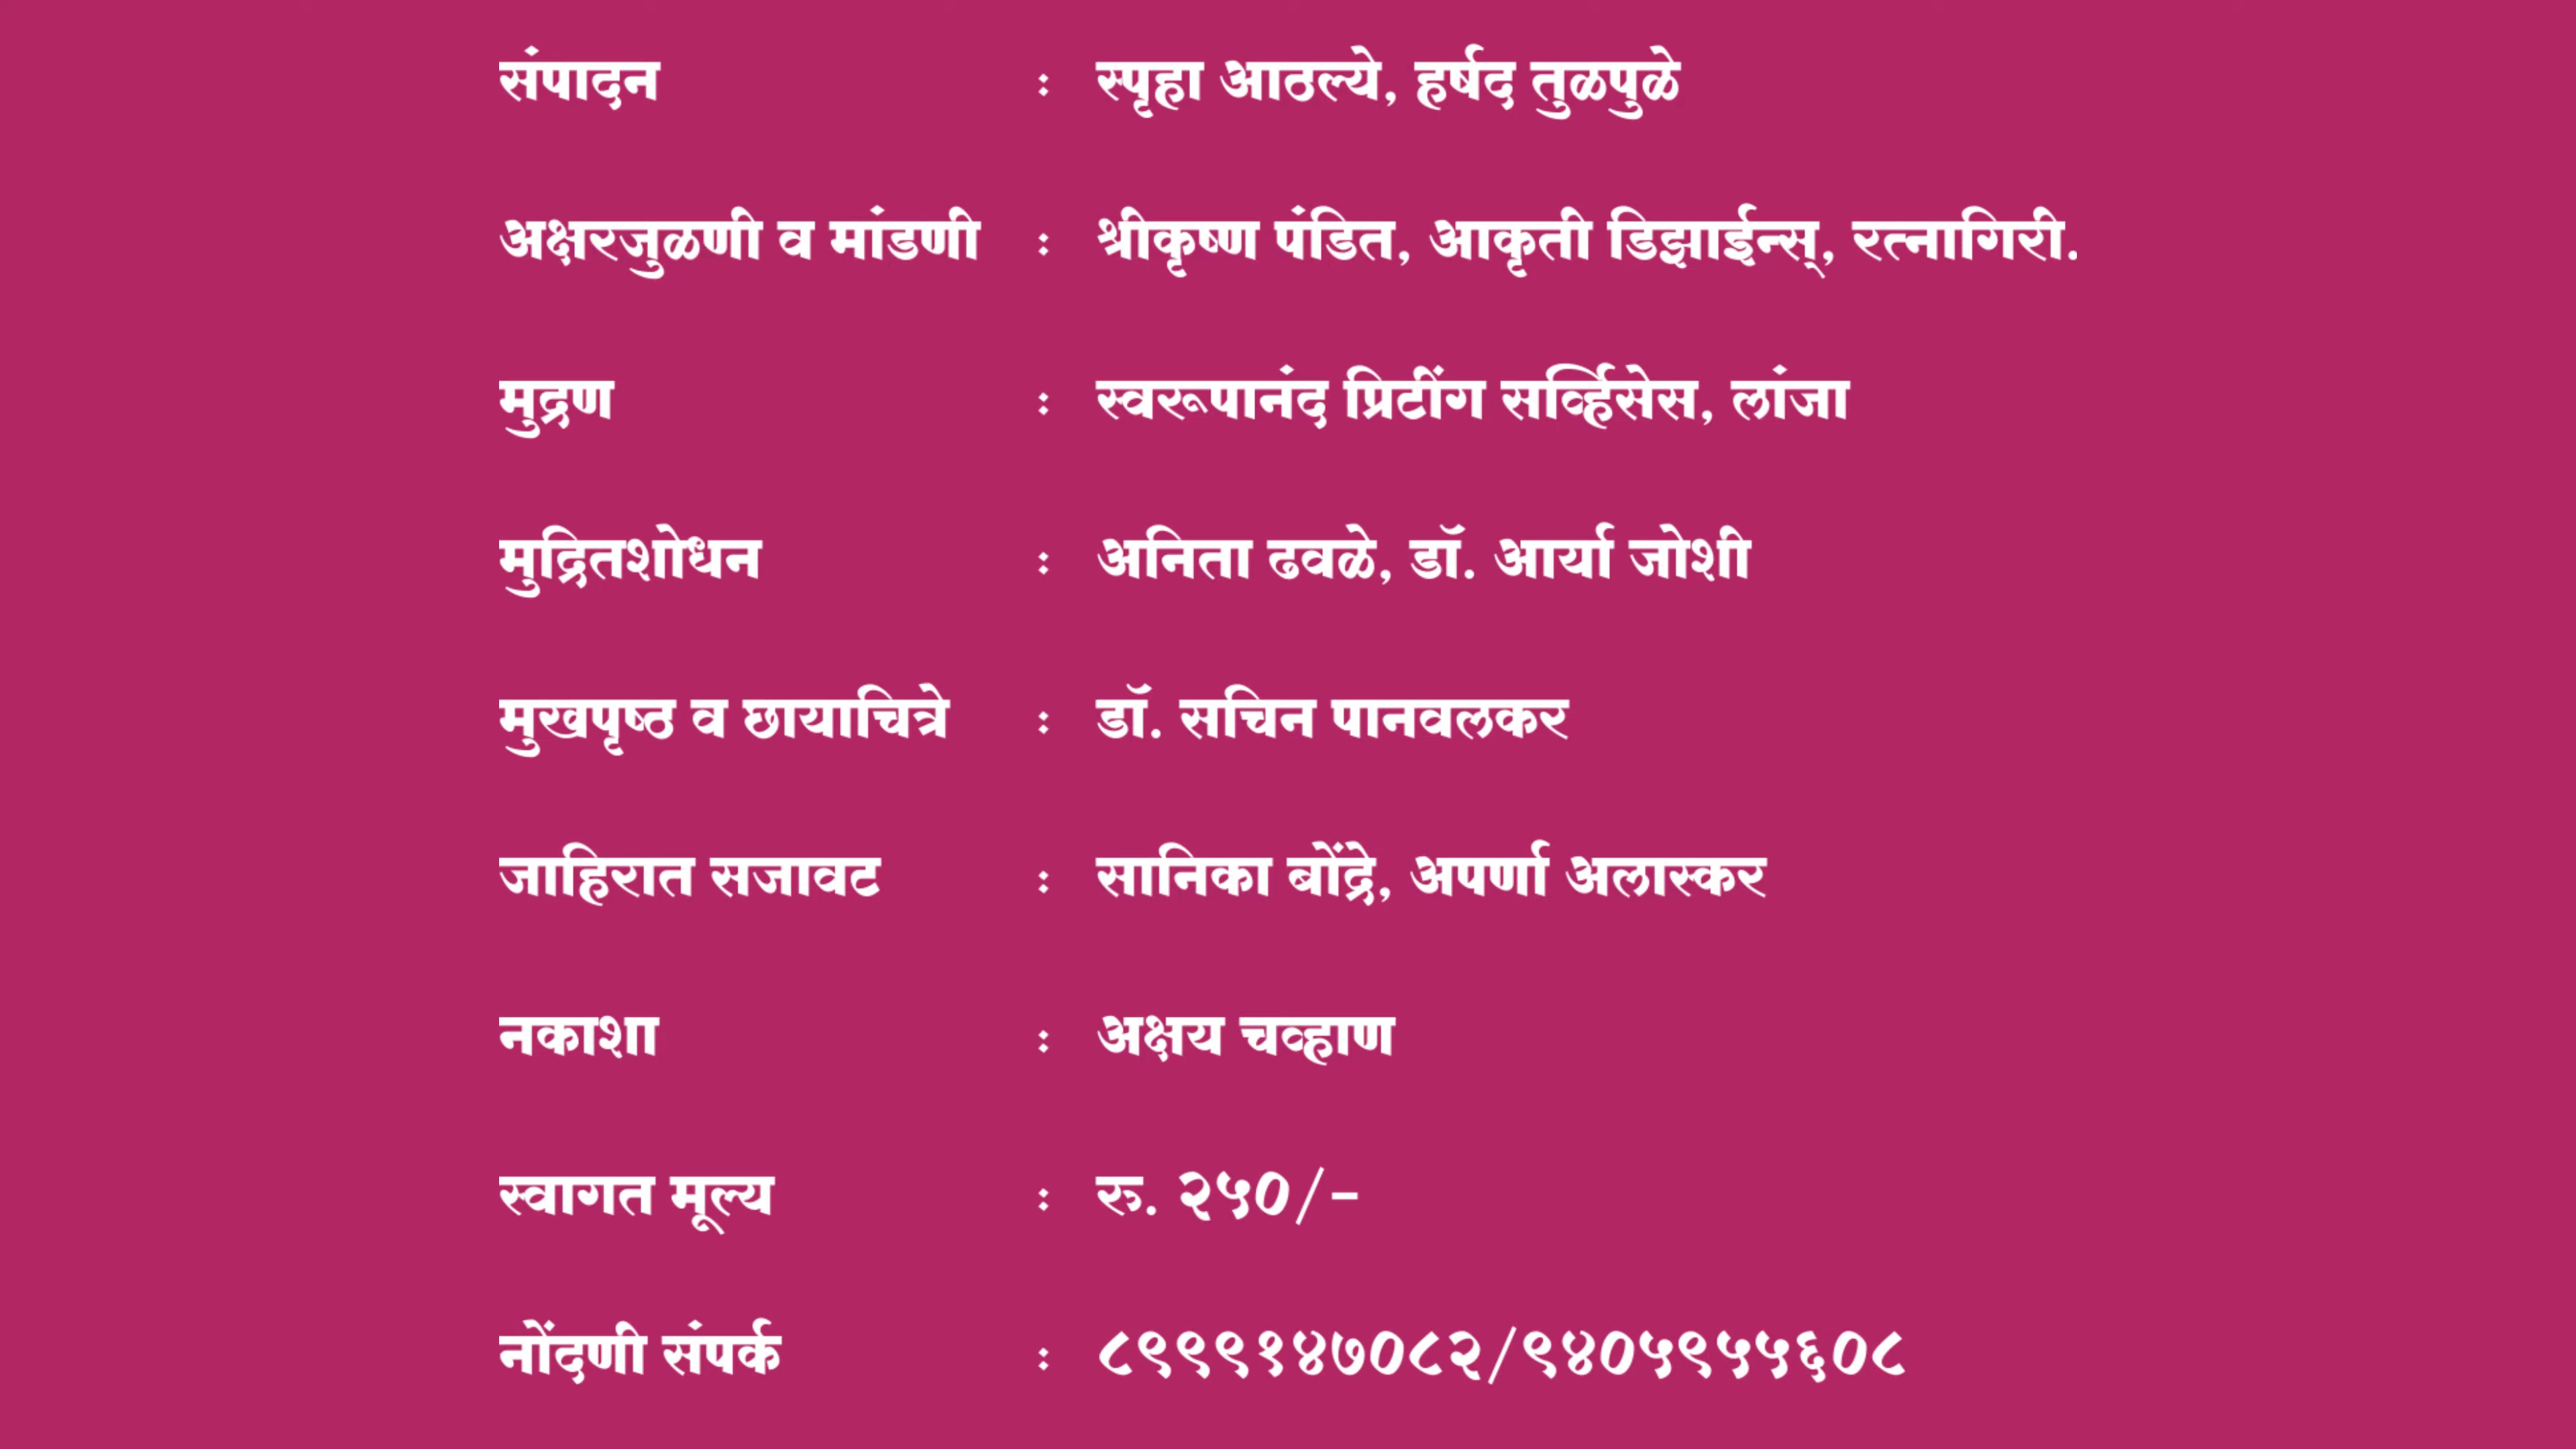 संपादन : स्पृहा आठल्ये, हर्षद तुळपुळे
अक्षरजुळणी व मांडणी : श्रीकृष्ण पंडित, आकृती डिझाईन्स्, रत्नागिरी.
मुद्रण : स्वरूपानंद प्रिटींग सर्व्हिसेस, लांजा
मुद्रितशोधन : अनिता ढवळे, डॉ. आर्या जोशी
मुखपृष्ठ व छायाचित्रे : डॉ. सचिन पानवलकर
जाहिरात सजावट : सानिका बोंद्रे, अपर्णा अलास्कर
नकाशा : अक्षय चव्हाण
स्वागत मूल्य : रु. २५०/-
नोंदणी संपर्क : ८९९९१४७०८२/९४०५९५५६०८